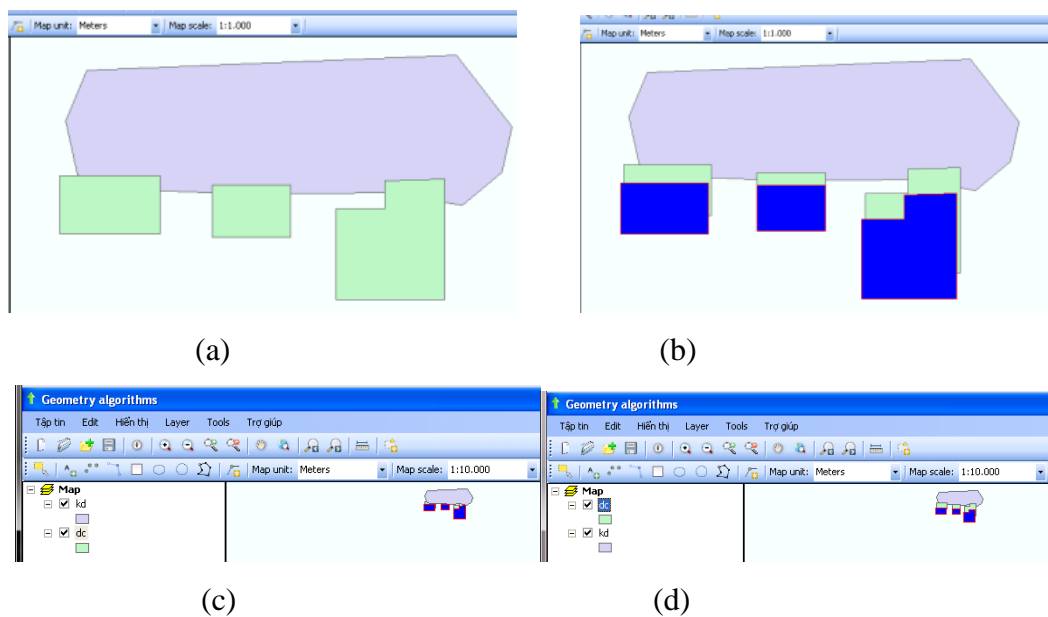 Map unit: Meters Map scale: 1:1.000
Map unit: Meters Map scale: 1:1.000
(a) (b)
Geometry algorithms
Tập tin Edit Hiển thị Layer Tools Trợ giúp
Map unit: Meters Map scale: 1:10.000
Map
kd
dc
Geometry algorithms
Tập tin Edit Hiển thị Layer Tools Trợ giúp
Map unit: Meters Map scale: 1:10.000
Map
dc
kd
(c) (d)